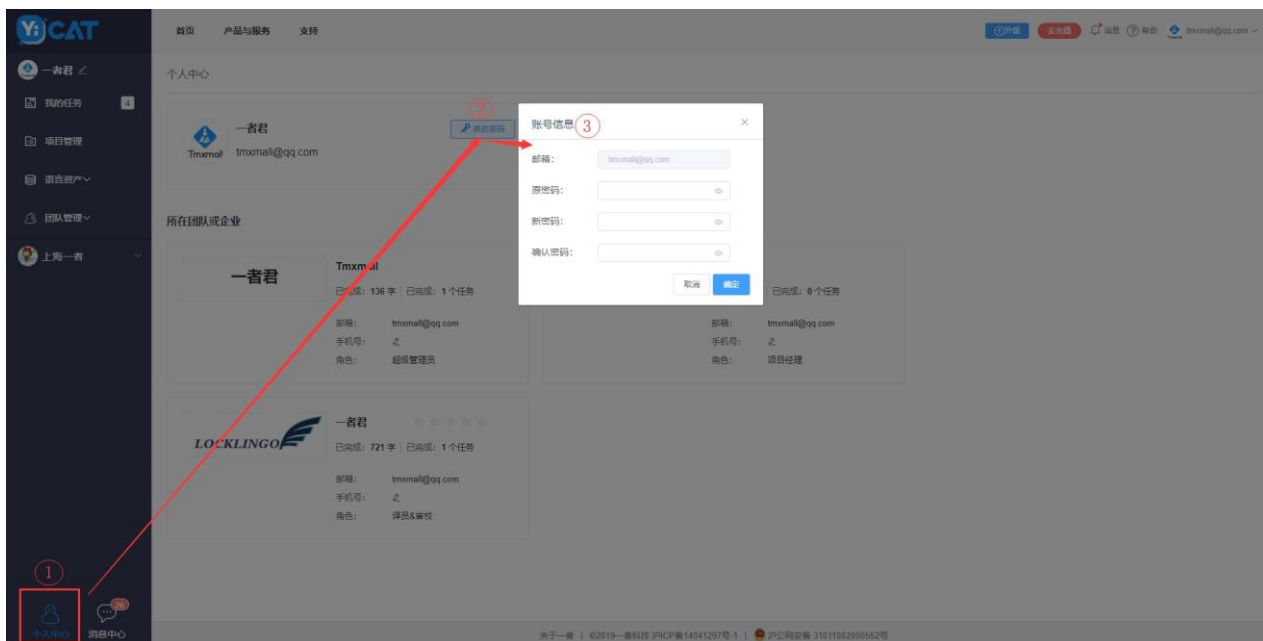 YiCAT
首页 产品与服务 支持
升级 去充值 消息 ? 帮助 tmxmall@qq.com
一者君
个人中心
我的任务 4
项目管理
语言资产
团队管理
上海一者
② 修改密码
一者君
Tmxmall tmxmall@qq.com
账号信息 ③ ×
邮箱: tmxmall@qq.com
原密码:
新密码:
确认密码:
取消 确定
所在团队或企业
一者君
Tmxmall
已完成: 136 字 | 已完成: 1 个任务
邮箱: tmxmall@qq.com
手机号:
角色: 超级管理员
已完成: 0 个任务
邮箱: tmxmall@qq.com
手机号:
角色: 项目经理
LOCKLINGO
一者君
已完成: 721 字 | 已完成: 1 个任务
邮箱: tmxmall@qq.com
手机号:
角色: 译员&审校
①
个人中心 消息中心
关于一者 | ©2019一者科技 沪ICP备14041297号-1 | 沪公网安备 31011002000552号